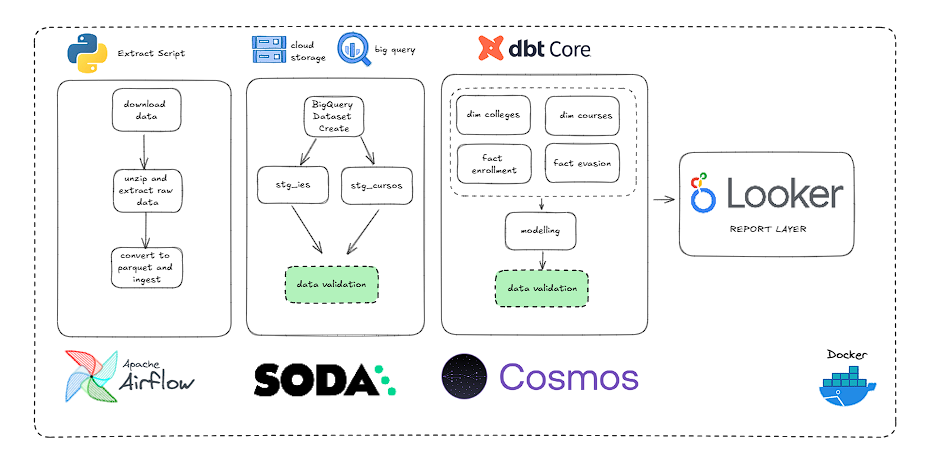 Extract Script
cloud
storage
big query
dbt Core
download
data
unzip and
extract raw
data
convert to
parquet and
ingest
BigQuery
Dataset
Create
stg_ies
stg_cursos
data validation
dim colleges
dim courses
fact
enrollment
fact evasion
modelling
data validation
Looker
REPORT LAYER
Apache
Airflow
SODA
Cosmos
Docker